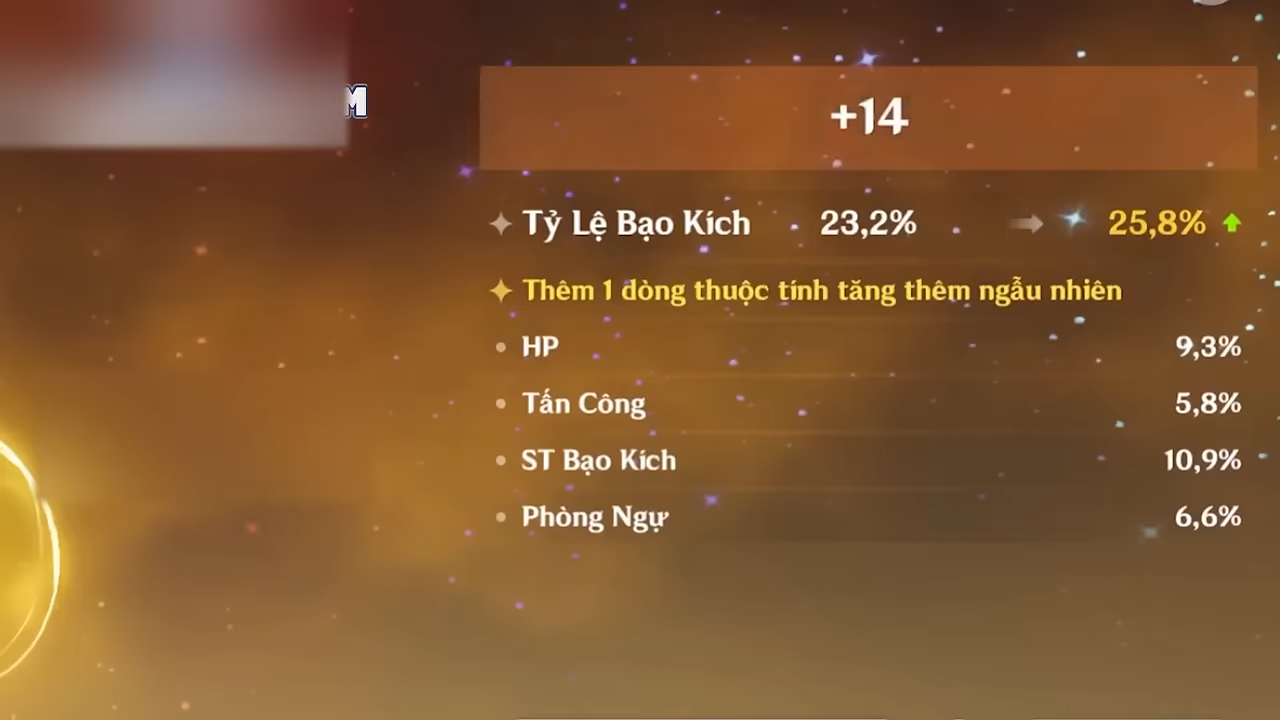 M
+14
Tỷ Lệ Bạo Kích 23,2% 25,8%
Thêm 1 dòng thuộc tính tăng thêm ngẫu nhiên
HP 9,3%
Tấn Công 5,8%
ST Bạo Kích 10,9%
Phòng Ngự 6,6%